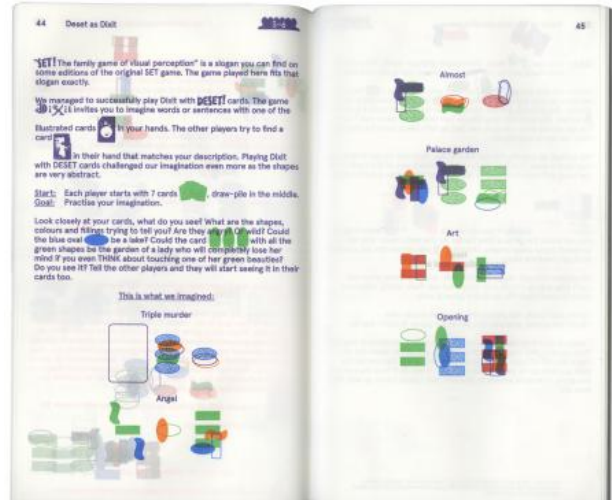 44 Deset as Dixit
"SET! The family game of visual perception" is a slogan you can find on
some editions of the original SET game. The game played here fits that
slogan exactly.
We managed to successfully play Dixit with DESET! cards. The game
DiXit invites you to imagine words or sentences with one of the
illustrated cards in your hands. The other players try to find a
card
in their hand that matches your description. Playing Dixit
with DESET cards challenged our imagination even more as the shapes
are very abstract.
Start: Each player starts with 7 cards , draw-pile in the middle.
Goal: Practise your imagination.
Look closely at your cards, what do you see? What are the shapes,
colours and fillings trying to tell you? Are they angry? Or wild? Could
the blue oval be a lake? Could the card with all the
green shapes be the garden of a lady who will completely lose her
mind if you even THINK about touching one of her green beauties?
Do you see it? Tell the other players and they will start seeing it in their
cards too.
This is what we imagined:
Triple murder
Angel
45
Almost
Palace garden
Art
Opening